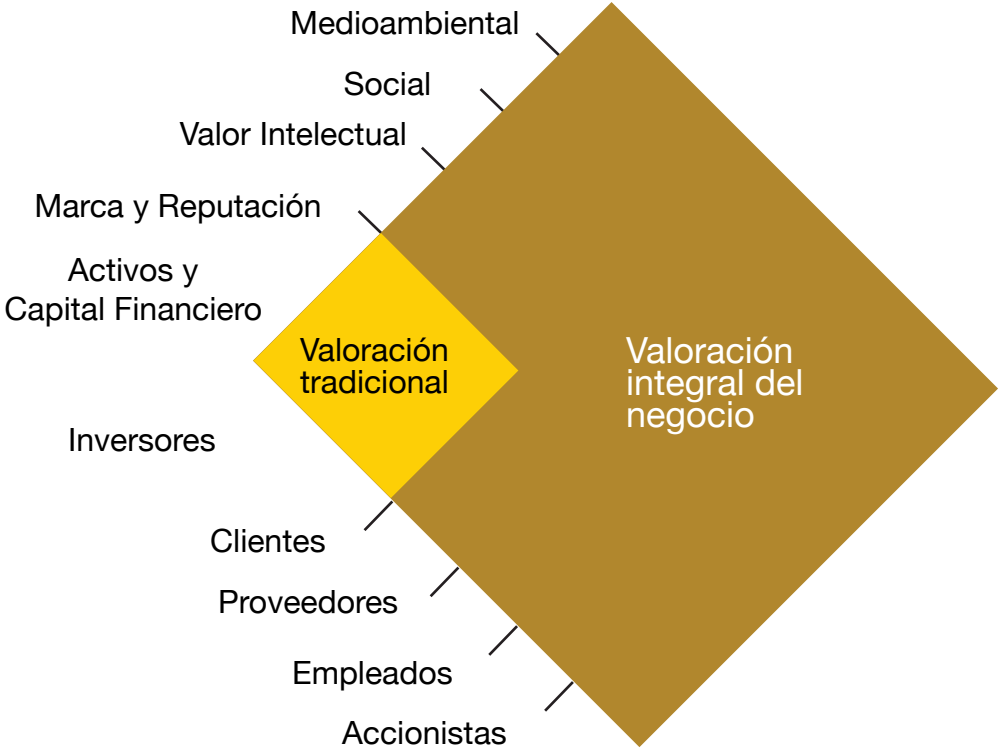 Medioambiental
Social
Valor Intelectual
Marca y Reputación
Activos y
Capital Financiero
Valoración
tradicional
Valoración
integral del
negocio
Inversores
Clientes
Proveedores
Empleados
Accionistas